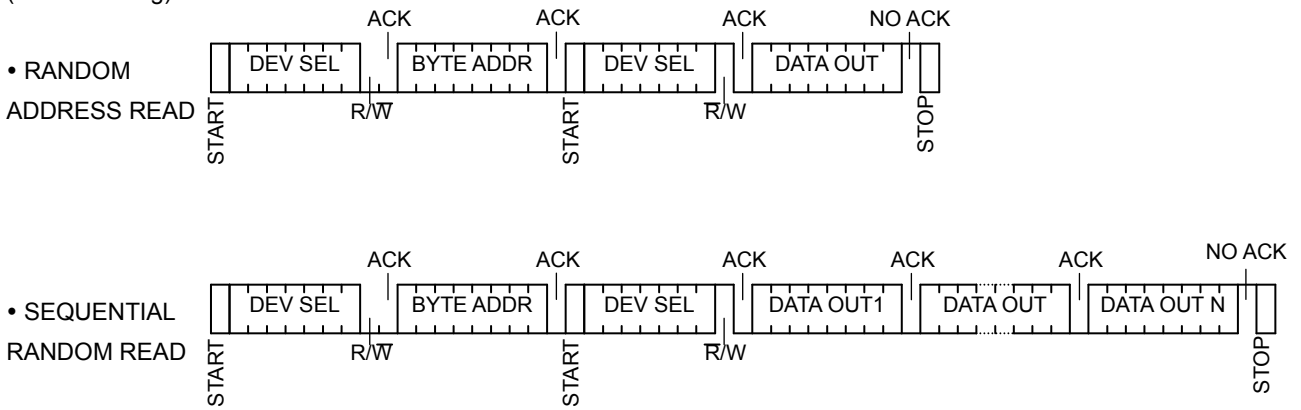 ACK ACK ACK NO ACK
• RANDOM
ADDRESS READ
DEV SEL BYTE ADDR DEV SEL DATA OUT
START R/W̅ START R̅/W STOP
ACK ACK ACK ACK ACK NO ACK
• SEQUENTIAL
RANDOM READ
DEV SEL BYTE ADDR DEV SEL DATA OUT1 DATA OUT DATA OUT N
START R/W̅ START R̅/W STOP